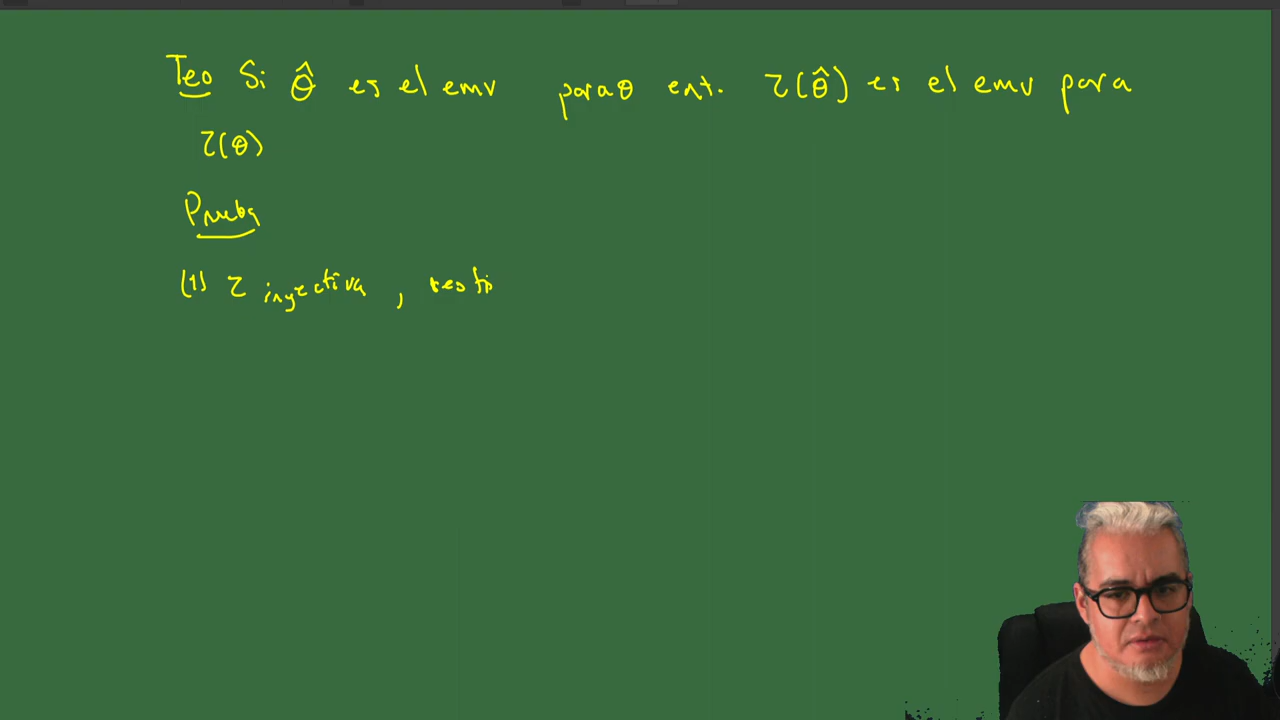 Teo Si θ̂ es el emv para θ ent. τ(θ̂) es el emv para
τ(θ)
Prueba
(1) τ inyectiva ,